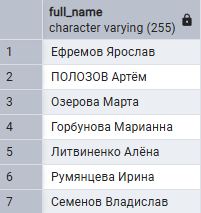 full_name
character varying (255)
1 Ефремов Ярослав
2 ПОЛОЗОВ Артём
3 Озерова Марта
4 Горбунова Марианна
5 Литвиненко Алёна
6 Румянцева Ирина
7 Семенов Владислав